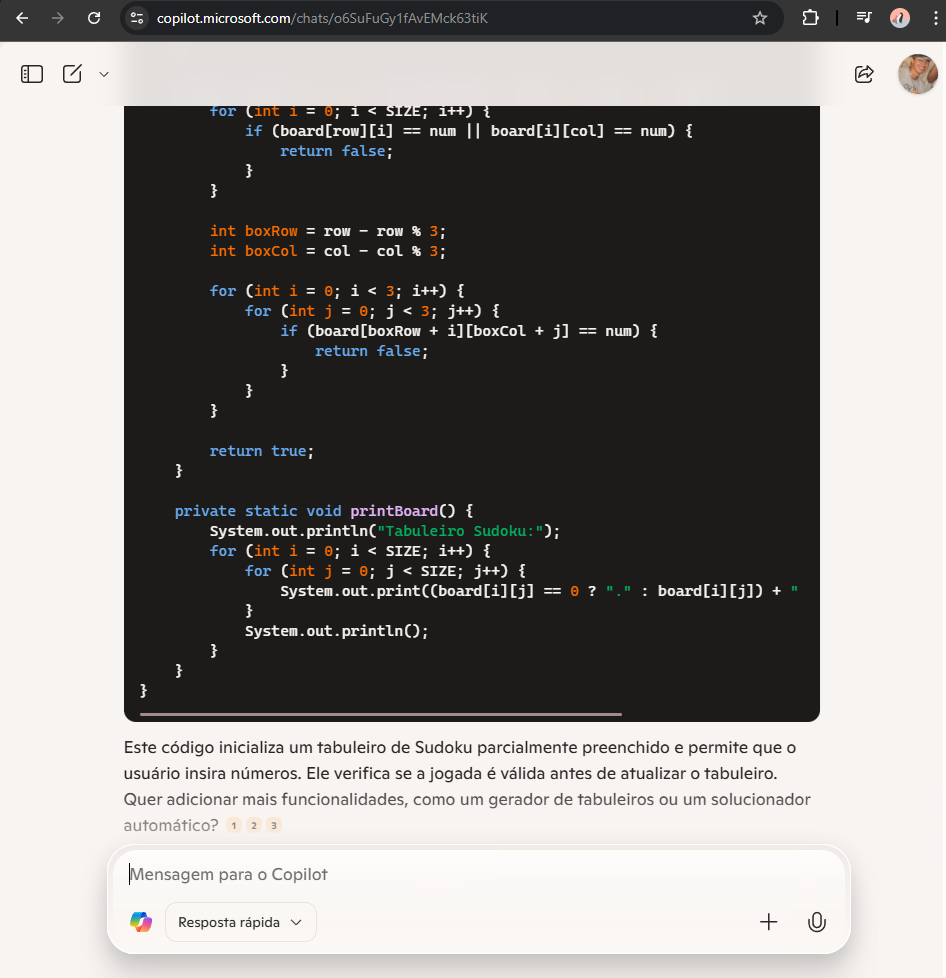 copilot.microsoft.com/chats/o6SuFuGy1fAvEMck63tiK
for (int i = 0; i < SIZE; i++) {
if (board[row][i] == num || board[i][col] == num) {
return false;
}
}
int boxRow = row - row % 3;
int boxCol = col - col % 3;
for (int i = 0; i < 3; i++) {
for (int j = 0; j < 3; j++) {
if (board[boxRow + i][boxCol + j] == num) {
return false;
}
}
}
return true;
}
private static void printBoard() {
System.out.println("Tabuleiro Sudoku:");
for (int i = 0; i < SIZE; i++) {
for (int j = 0; j < SIZE; j++) {
System.out.print((board[i][j] == 0 ? "." : board[i][j]) + "
}
System.out.println();
}
}
}
Este código inicializa um tabuleiro de Sudoku parcialmente preenchido e permite que o
usuário insira números. Ele verifica se a jogada é válida antes de atualizar o tabuleiro.
Quer adicionar mais funcionalidades, como um gerador de tabuleiros ou um solucionador
automático? 1 2 3
Mensagem para o Copilot
Resposta rápida